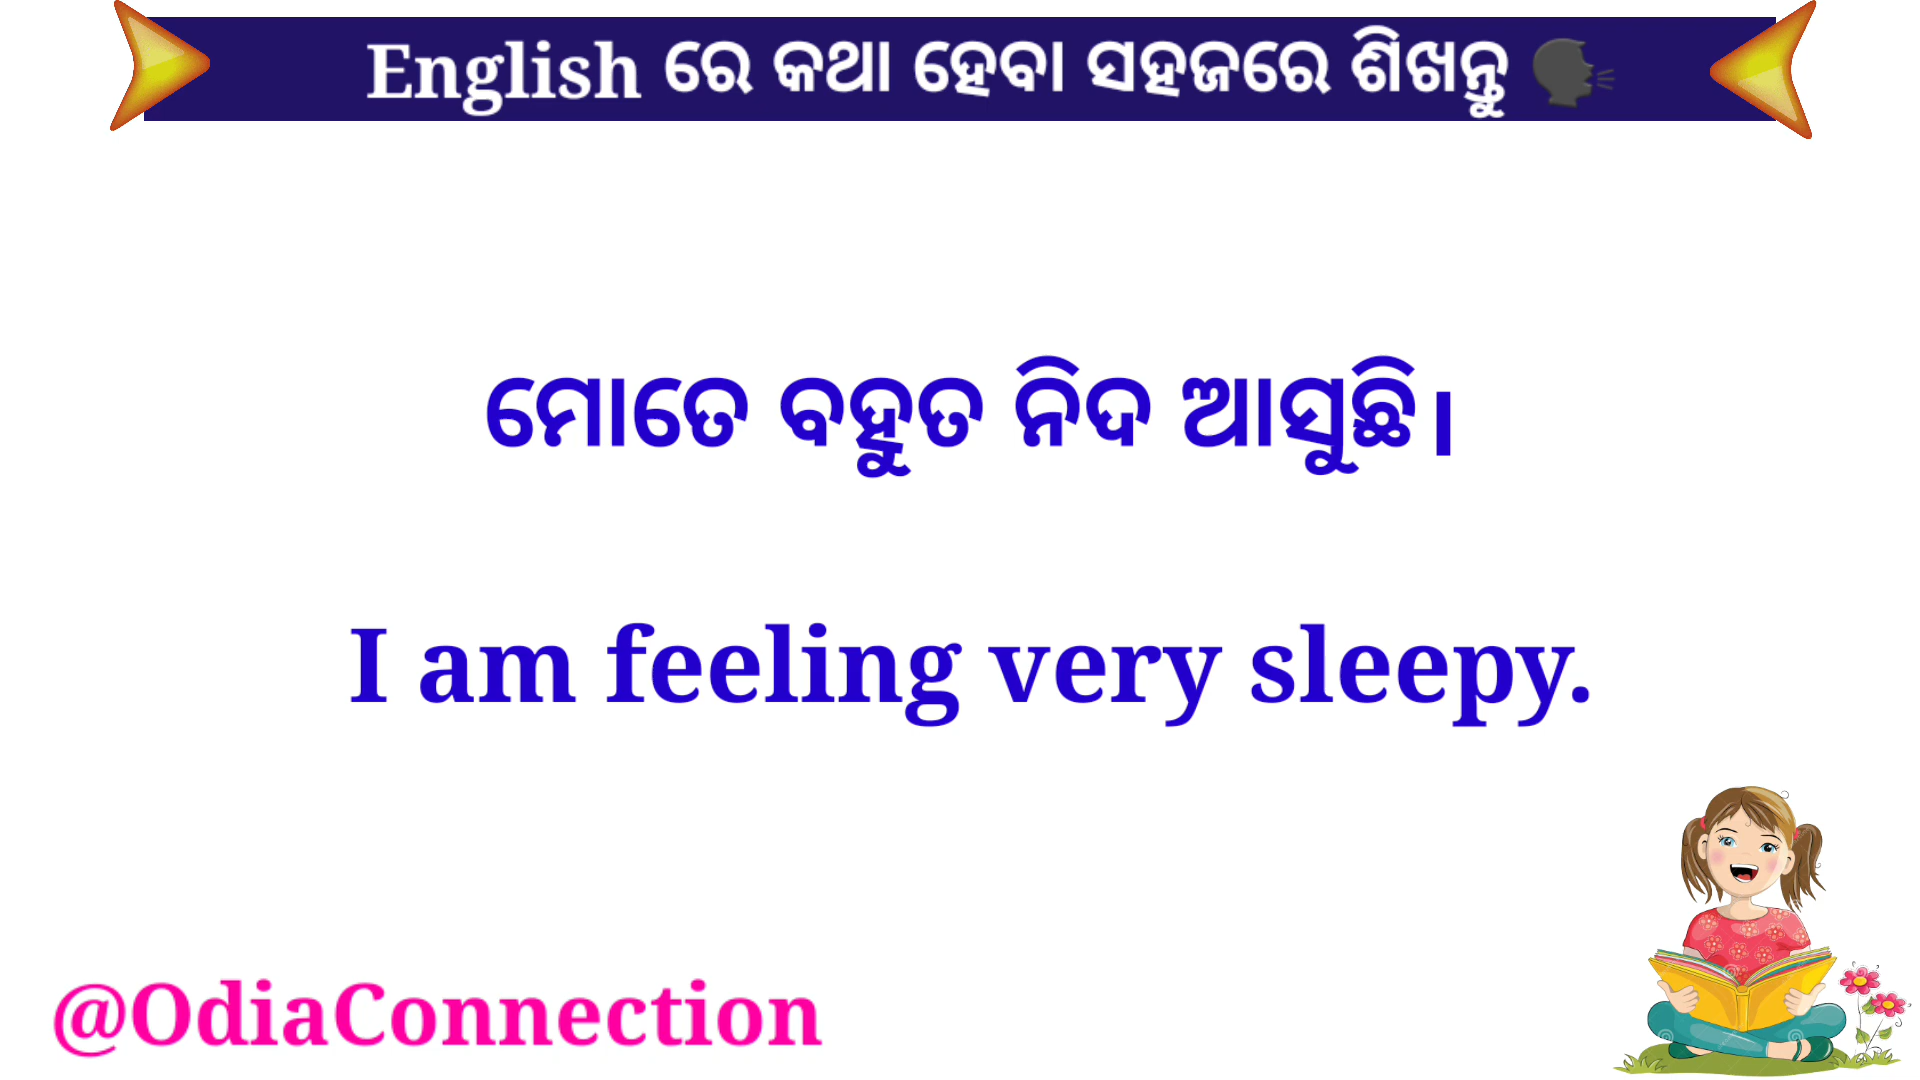 English ରେ କଥା ହେବା ସହଜରେ ଶିଖନ୍ତୁ 🗣
ମୋତେ ବହୁତ ନିଦ ଆସୁଛି।
I am feeling very sleepy.
@OdiaConnection